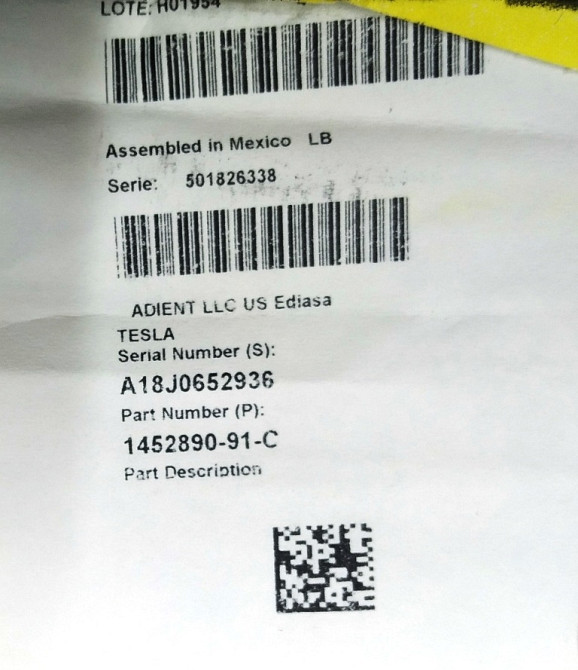 LOTE: H01954
Assembled in Mexico LB
Serie: 501826338
ADIENT LLC US Ediasa
TESLA
Serial Number (S):
A18J0652936
Part Number (P):
1452890-91-C
Part Description